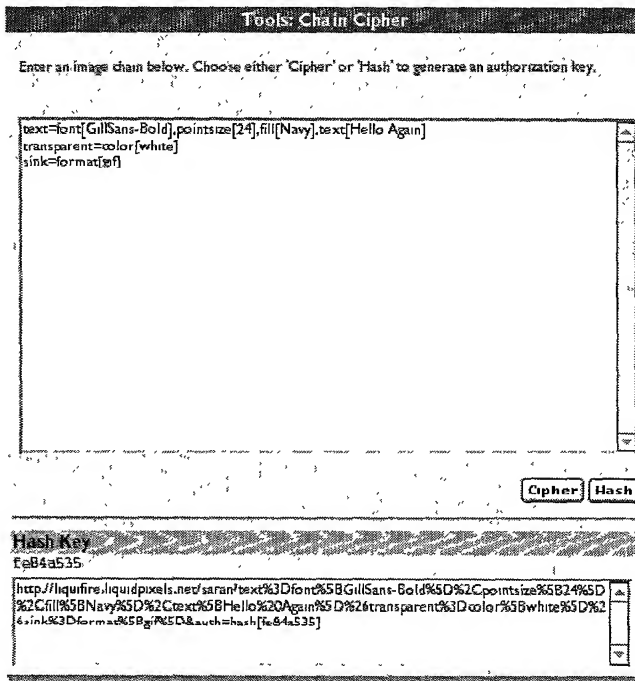 Tools: Chain Cipher
Enter an image chain below. Choose either 'Cipher' or 'Hash' to generate an authorization key.
text=font[GillSans-Bold],pointsize[24],fill[Navy],text[Hello Again]
transparent=color[white]
sink=format[gif]
Cipher Hash
Hash Key
fe84a535
http://liquifire.liquidpixels.net/saran?text%3Dfont%5BGillSans-Bold%5D%2Cpointsize%5B24%5D
%2Cfill%5BNavy%5D%2Ctext%5BHello%20Again%5D%26transparent%3Dcolor%5Bwhite%5D%2
6sink%3Dformat%5Bgif%5D&auth=hash[fe84a535]